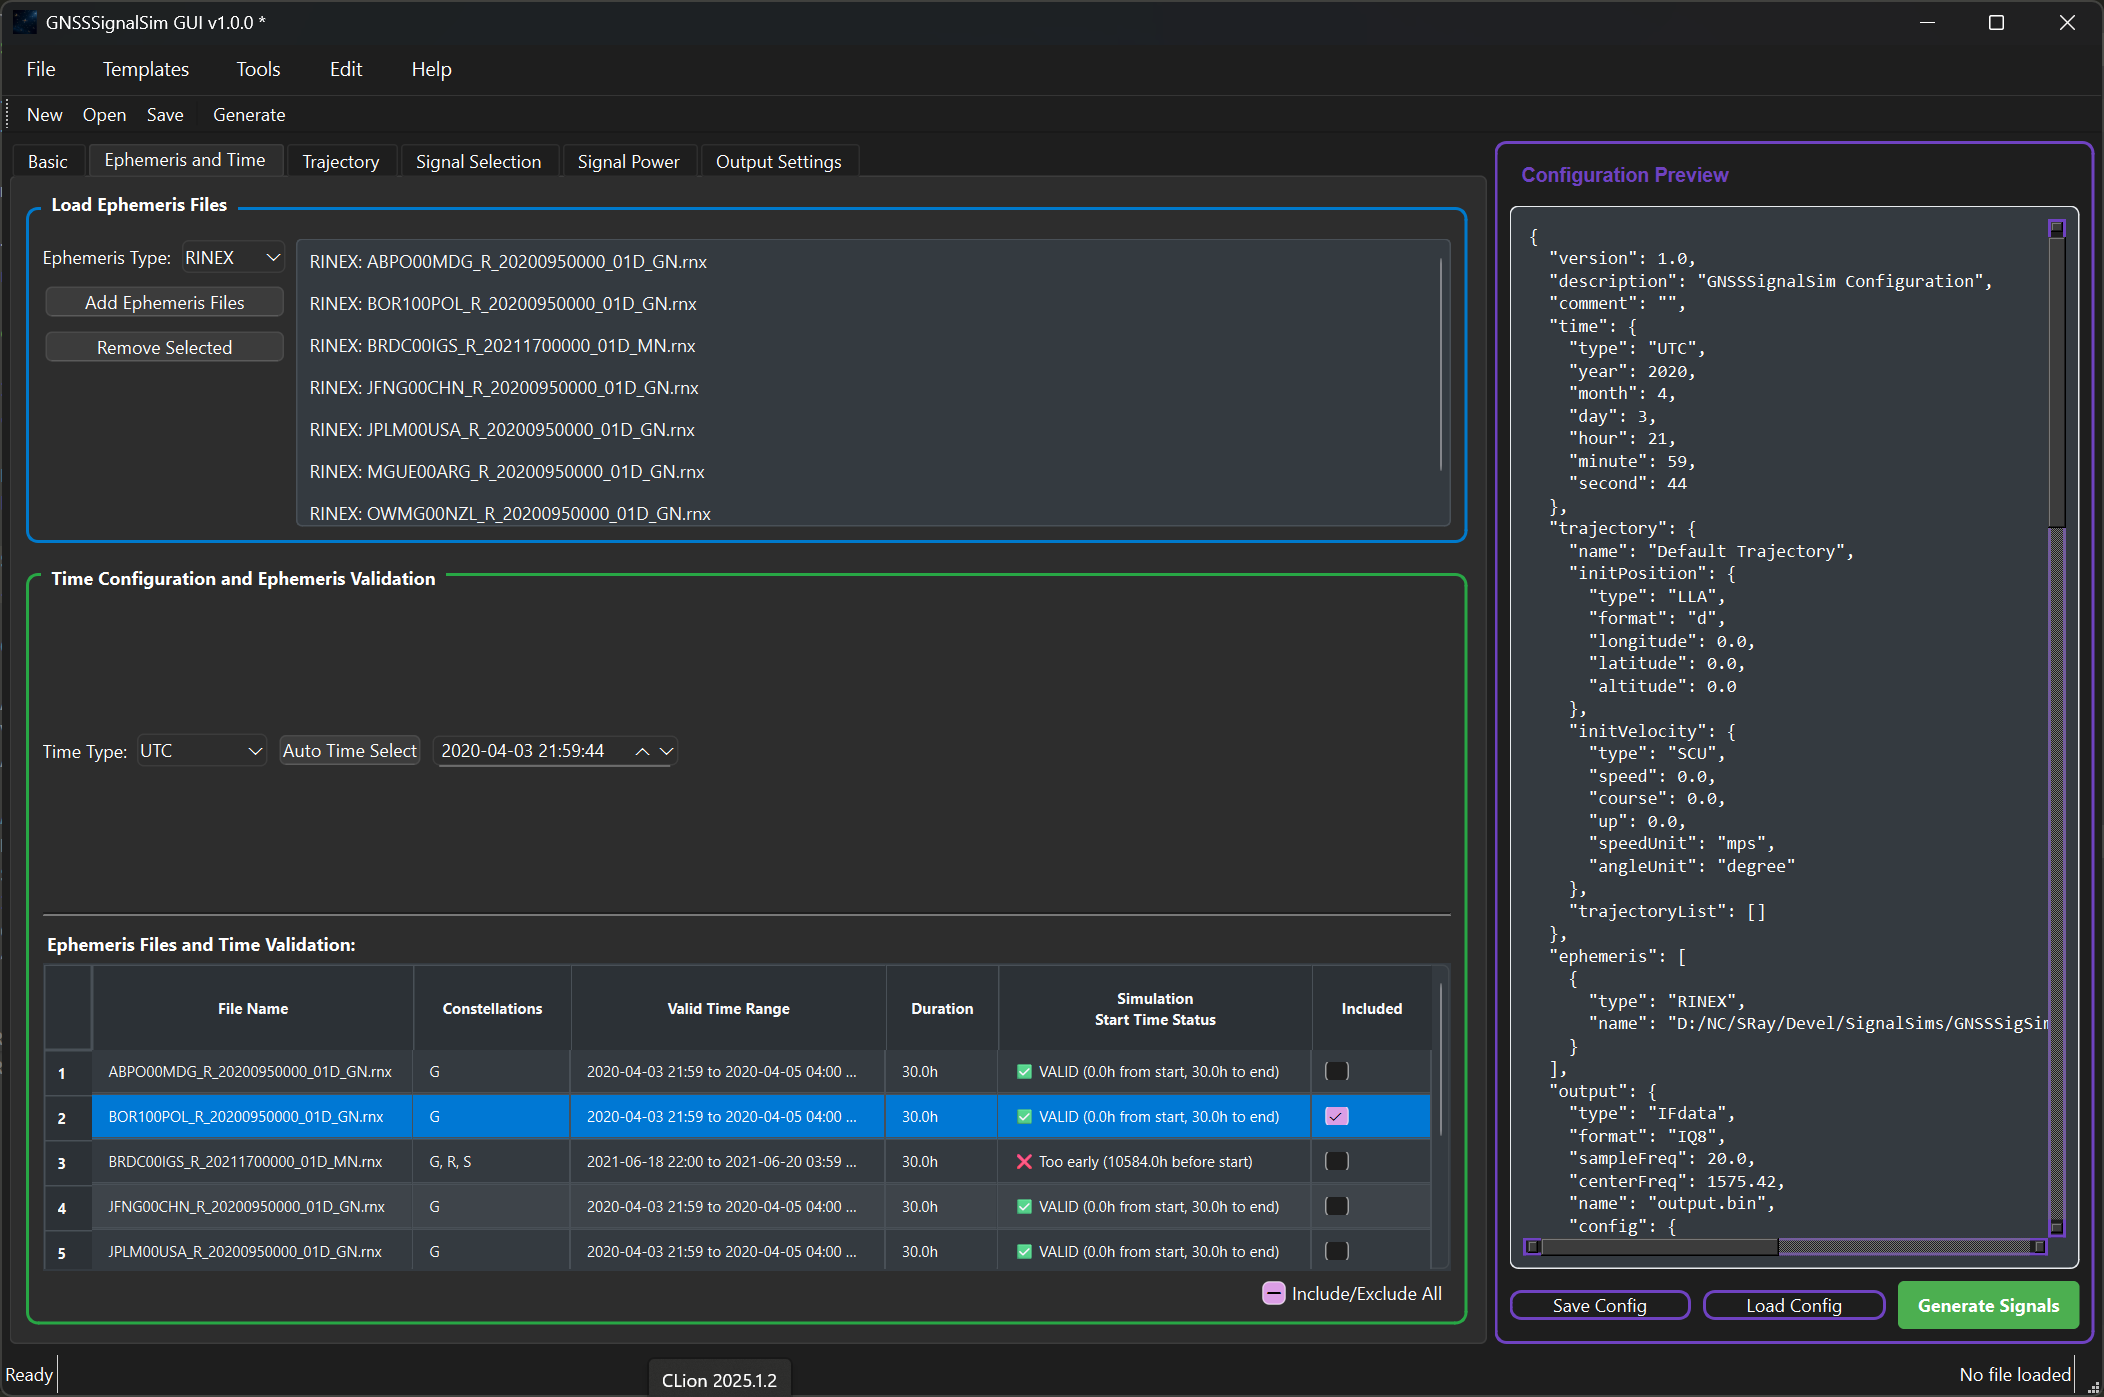 GNSSSignalSim GUI v1.0.0 *
File Templates Tools Edit Help
New Open Save Generate
Basic Ephemeris and Time Trajectory Signal Selection Signal Power Output Settings
Load Ephemeris Files
Ephemeris Type: RINEX
Add Ephemeris Files
Remove Selected
RINEX: ABPO00MDG_R_20200950000_01D_GN.rnx
RINEX: BOR100POL_R_20200950000_01D_GN.rnx
RINEX: BRDC00IGS_R_20211700000_01D_MN.rnx
RINEX: JFNG00CHN_R_20200950000_01D_GN.rnx
RINEX: JPLM00USA_R_20200950000_01D_GN.rnx
RINEX: MGUE00ARG_R_20200950000_01D_GN.rnx
RINEX: OWMG00NZL_R_20200950000_01D_GN.rnx
Time Configuration and Ephemeris Validation
Time Type: UTC Auto Time Select 2020-04-03 21:59:44
Ephemeris Files and Time Validation:
File Name Constellations Valid Time Range Duration Simulation Start Time Status Included
1 ABPO00MDG_R_20200950000_01D_GN.rnx G 2020-04-03 21:59 to 2020-04-05 04:00 ... 30.0h ✅ VALID (0.0h from start, 30.0h to end)
2 BOR100POL_R_20200950000_01D_GN.rnx G 2020-04-03 21:59 to 2020-04-05 04:00 ... 30.0h ✅ VALID (0.0h from start, 30.0h to end)
3 BRDC00IGS_R_20211700000_01D_MN.rnx G, R, S 2021-06-18 22:00 to 2021-06-20 03:59 ... 30.0h ❌ Too early (10584.0h before start)
4 JFNG00CHN_R_20200950000_01D_GN.rnx G 2020-04-03 21:59 to 2020-04-05 04:00 ... 30.0h ✅ VALID (0.0h from start, 30.0h to end)
5 JPLM00USA_R_20200950000_01D_GN.rnx G 2020-04-03 21:59 to 2020-04-05 04:00 ... 30.0h ✅ VALID (0.0h from start, 30.0h to end)
Include/Exclude All
Configuration Preview
{
"version": 1.0,
"description": "GNSSSignalSim Configuration",
"comment": "",
"time": {
"type": "UTC",
"year": 2020,
"month": 4,
"day": 3,
"hour": 21,
"minute": 59,
"second": 44
},
"trajectory": {
"name": "Default Trajectory",
"initPosition": {
"type": "LLA",
"format": "d",
"longitude": 0.0,
"latitude": 0.0,
"altitude": 0.0
},
"initVelocity": {
"type": "SCU",
"speed": 0.0,
"course": 0.0,
"up": 0.0,
"speedUnit": "mps",
"angleUnit": "degree"
},
"trajectoryList": []
},
"ephemeris": [
{
"type": "RINEX",
"name": "D:/NC/SRay/Devel/SignalSims/GNSSSigSim
}
],
"output": {
"type": "IFdata",
"format": "IQ8",
"sampleFreq": 20.0,
"centerFreq": 1575.42,
"name": "output.bin",
"config": {
Save Config Load Config Generate Signals
Ready
CLion 2025.1.2
No file loaded